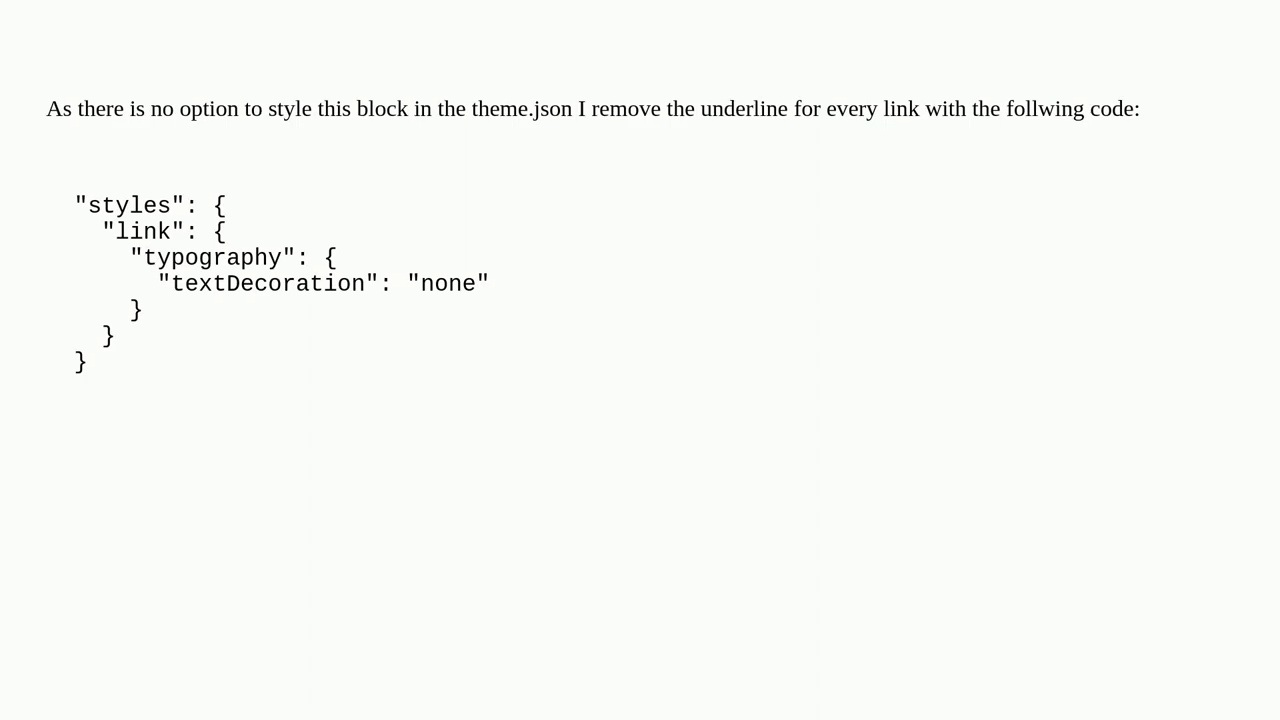 As there is no option to style this block in the theme.json I remove the underline for every link with the follwing code:
"styles": {
  "link": {
    "typography": {
      "textDecoration": "none"
    }
  }
}